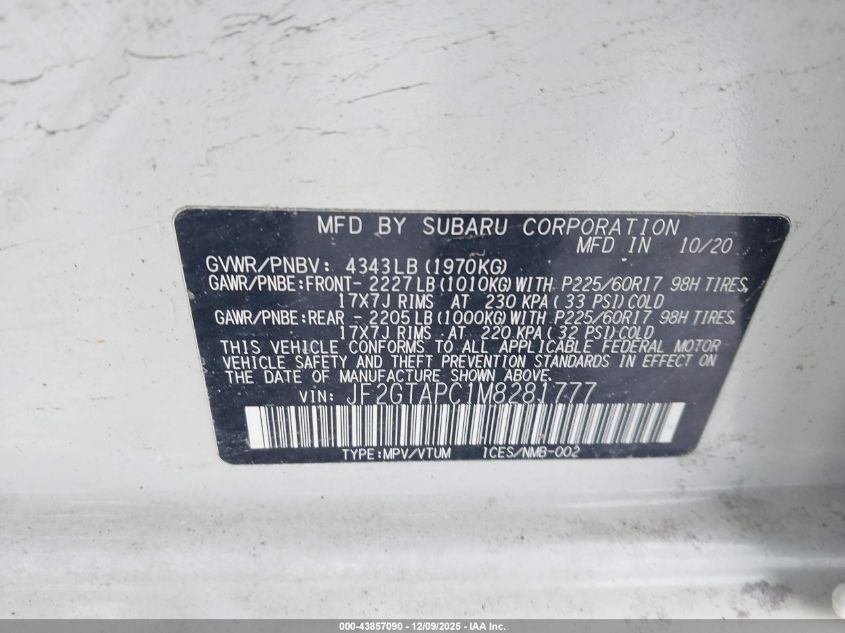 MFD BY SUBARU CORPORATION
MFD IN 10/20
GVWR/PNBV: 4343LB(1970KG)
GAWR/PNBE:FRONT- 2227LB(1010KG)WITH P225/60R17 98H TIRES,
17X7J RIMS AT 230 KPA(33 PSI)COLD
GAWR/PNBE:REAR - 2205LB(1000KG)WITH P225/60R17 98H TIRES,
17X7J RIMS AT 220 KPA(32 PSI)COLD
THIS VEHICLE CONFORMS TO ALL APPLICABLE FEDERAL MOTOR
VEHICLE SAFETY AND THEFT PREVENTION STANDARDS IN EFFECT ON
THE DATE OF MANUFACTURE SHOWN ABOVE.
VIN: JF2GTAPC1M8281777
TYPE:MPV/VTUM 1CES/NMB-002
000-43857090 - 12/09/2025 - IAA Inc.